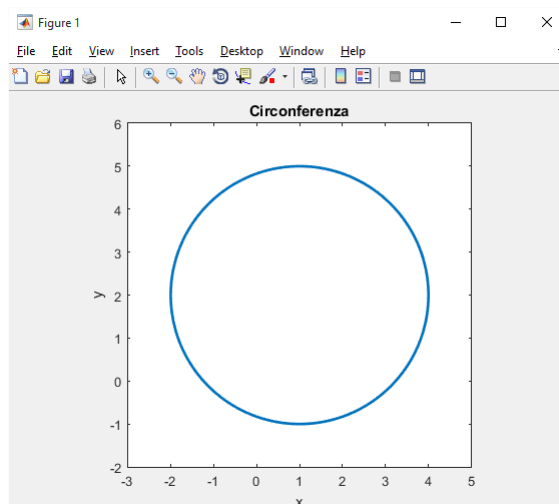 Figure 1
File Edit View Insert Tools Desktop Window Help
Circonferenza
6
5
4
3
2
1
0
-1
-2
y
-3 -2 -1 0 1 2 3 4 5
x